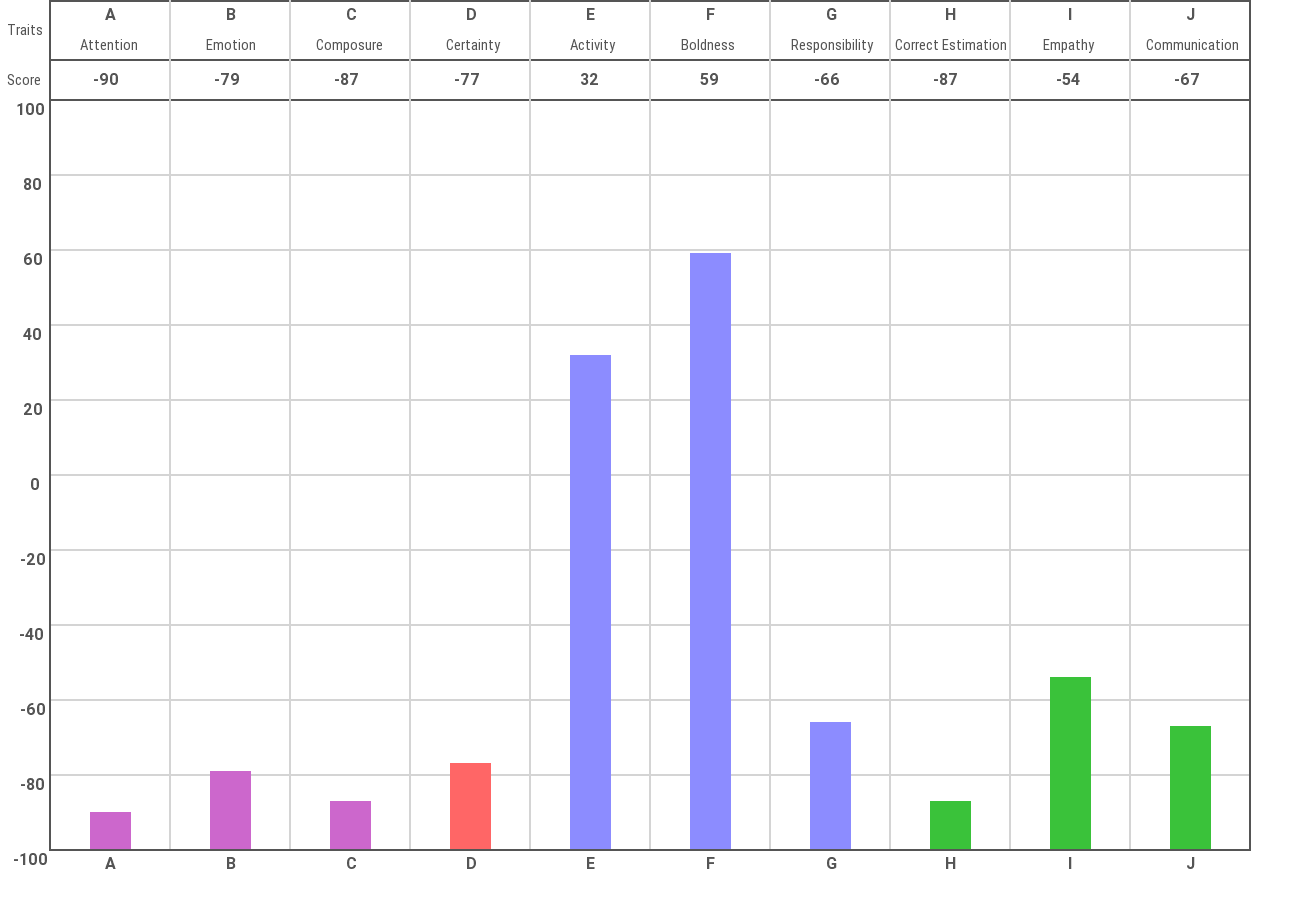 A B C D E F G H I J
Traits
Attention Emotion Composure Certainty Activity Boldness Responsibility Correct Estimation Empathy Communication
Score -90 -79 -87 -77 32 59 -66 -87 -54 -67
100
80
60
40
20
0
-20
-40
-60
-80
-100
A B C D E F G H I J